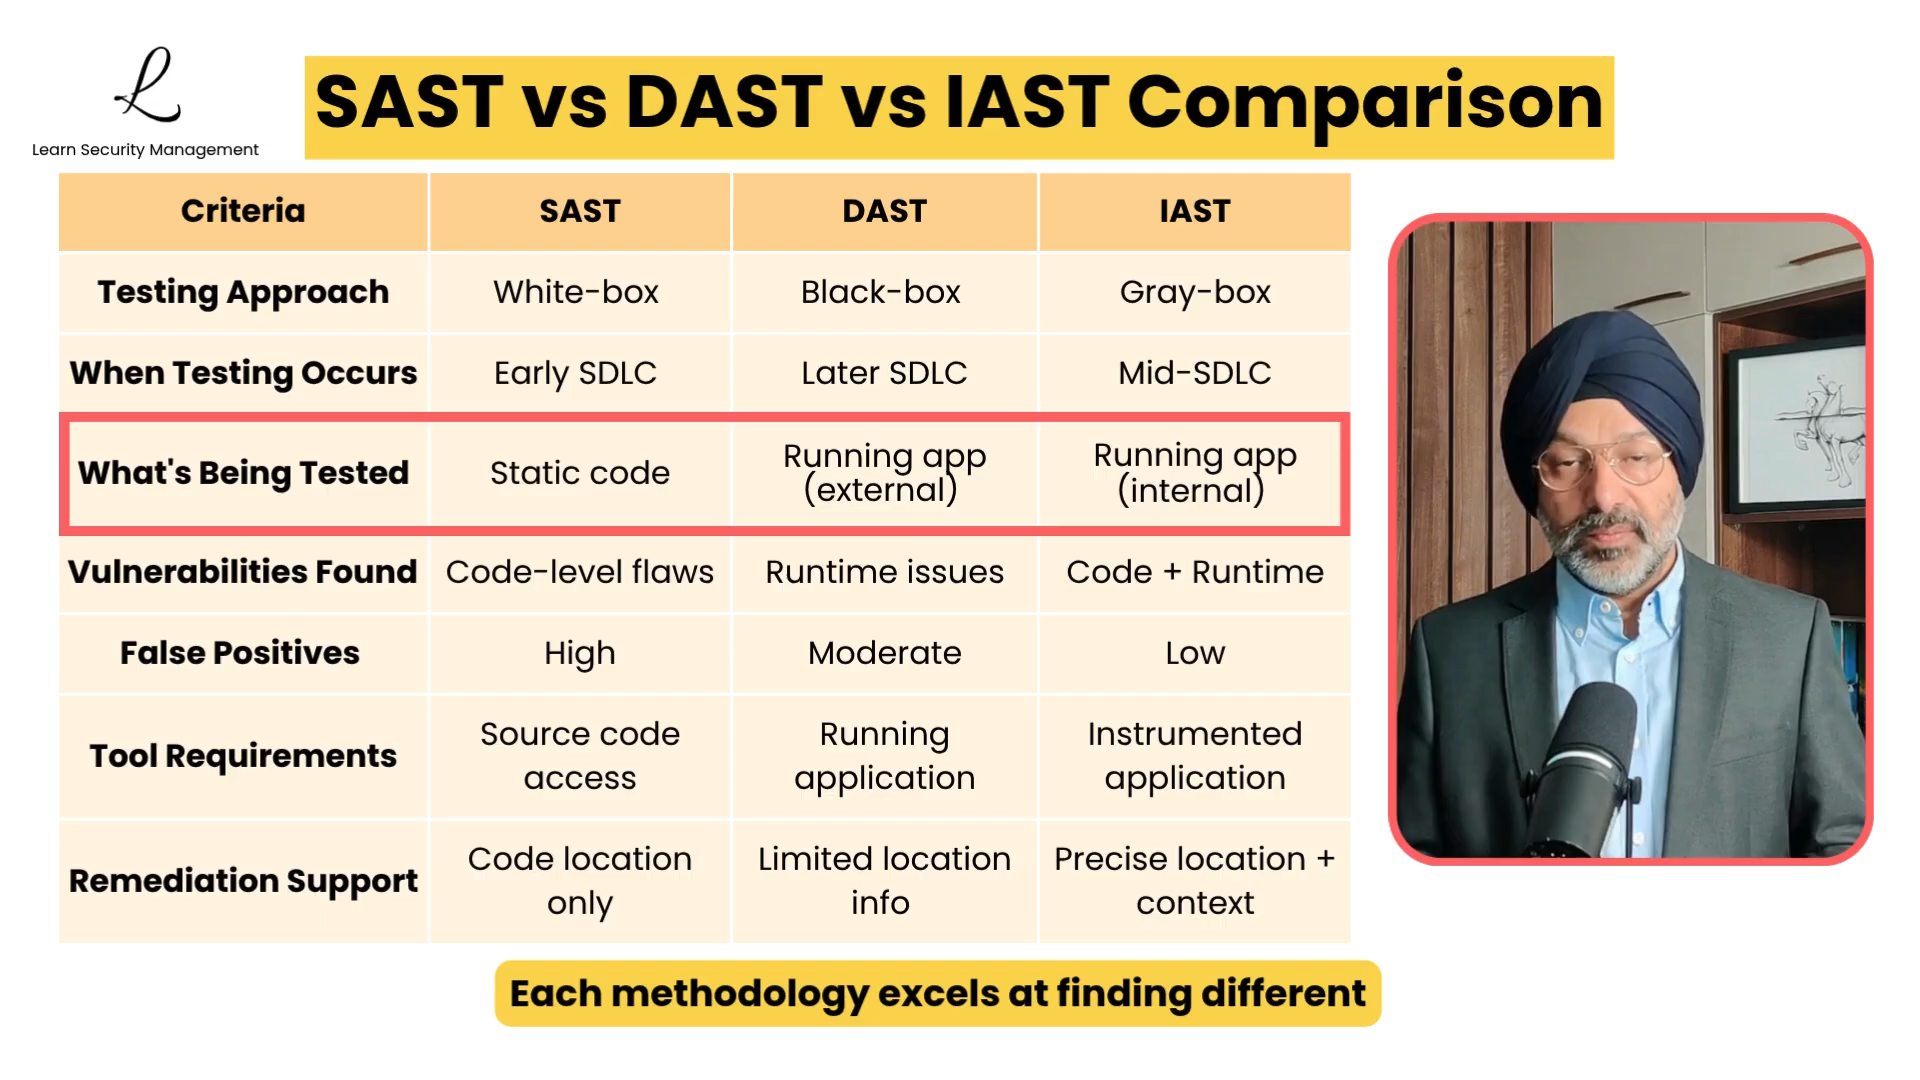 L
Learn Security Management
SAST vs DAST vs IAST Comparison
Criteria
SAST
DAST
IAST
Testing Approach
White-box
Black-box
Gray-box
When Testing Occurs
Early SDLC
Later SDLC
Mid-SDLC
What's Being Tested
Static code
Running app
(external)
Running app
(internal)
Vulnerabilities Found
Code-level flaws
Runtime issues
Code + Runtime
False Positives
High
Moderate
Low
Tool Requirements
Source code
access
Running
application
Instrumented
application
Remediation Support
Code location
only
Limited location
info
Precise location +
context
Each methodology excels at finding different